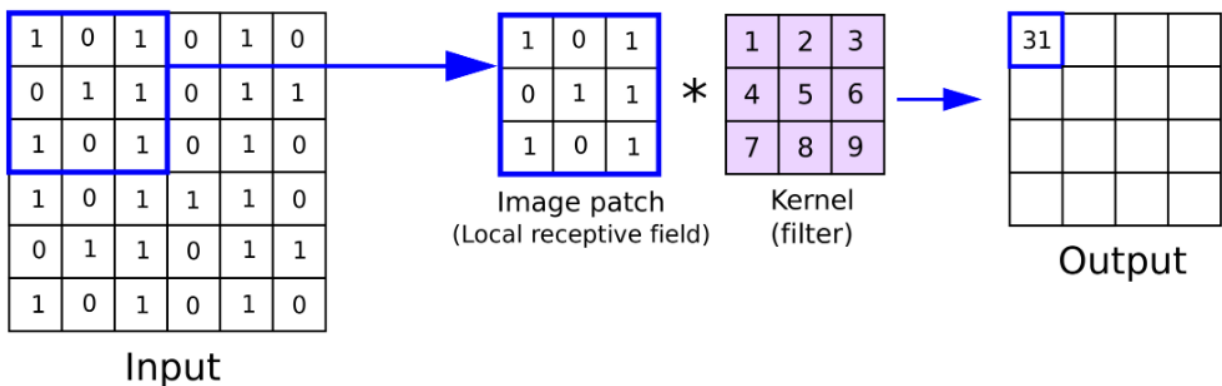 1 0 1 0 1 0
0 1 1 0 1 1
1 0 1 0 1 0
1 0 1 1 1 0
0 1 1 0 1 1
1 0 1 0 1 0
Input
1 0 1
0 1 1
1 0 1
Image patch
(Local receptive field)
*
1 2 3
4 5 6
7 8 9
Kernel
(filter)
31
Output